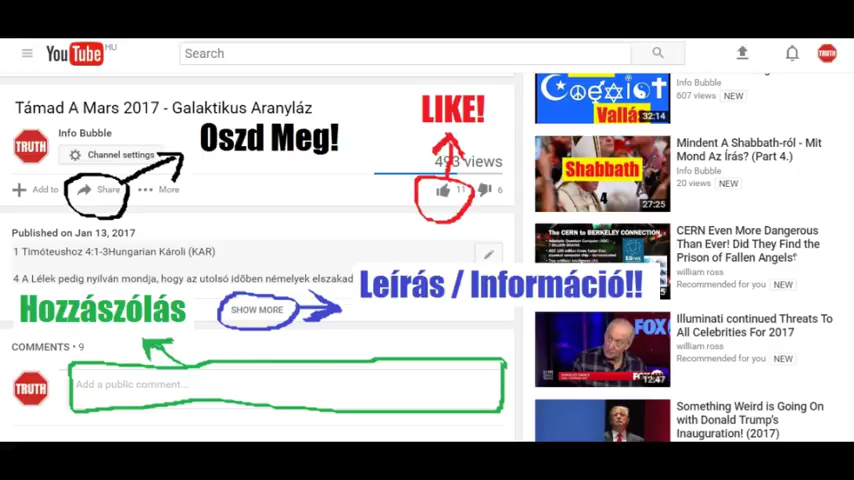 YouTube HU
Search
TRUTH
Támad A Mars 2017 - Galaktikus Aranyláz
LIKE!
TRUTH
Info Bubble
Channel settings
Oszd Meg!
493 views
Add to
Share
More
11
6
Published on Jan 13, 2017
1 Timóteushoz 4:1-3Hungarian Károli (KAR)
4 A Lélek pedig nyilván mondja, hogy az utolsó időben némelyek elszakad
Leírás / Információ!!
Hozzászólás
SHOW MORE
COMMENTS • 9
TRUTH
Add a public comment...
Coexist
Vallá
32:14
Info Bubble
607 views NEW
Shabbath
4
27:25
Mindent A Shabbath-ról - Mit
Mond Az Írás? (Part 4.)
Info Bubble
20 views NEW
The CERN to BERKELEY CONNECTION
CERN Even More Dangerous
Than Ever! Did They Find the
Prison of Fallen Angels"
william ross
Recommended for you NEW
FOX
12:47
Illuminati continued Threats To
All Celebrities For 2017
william ross
Recommended for you NEW
Something Weird is Going On
with Donald Trump's
Inauguration! (2017)